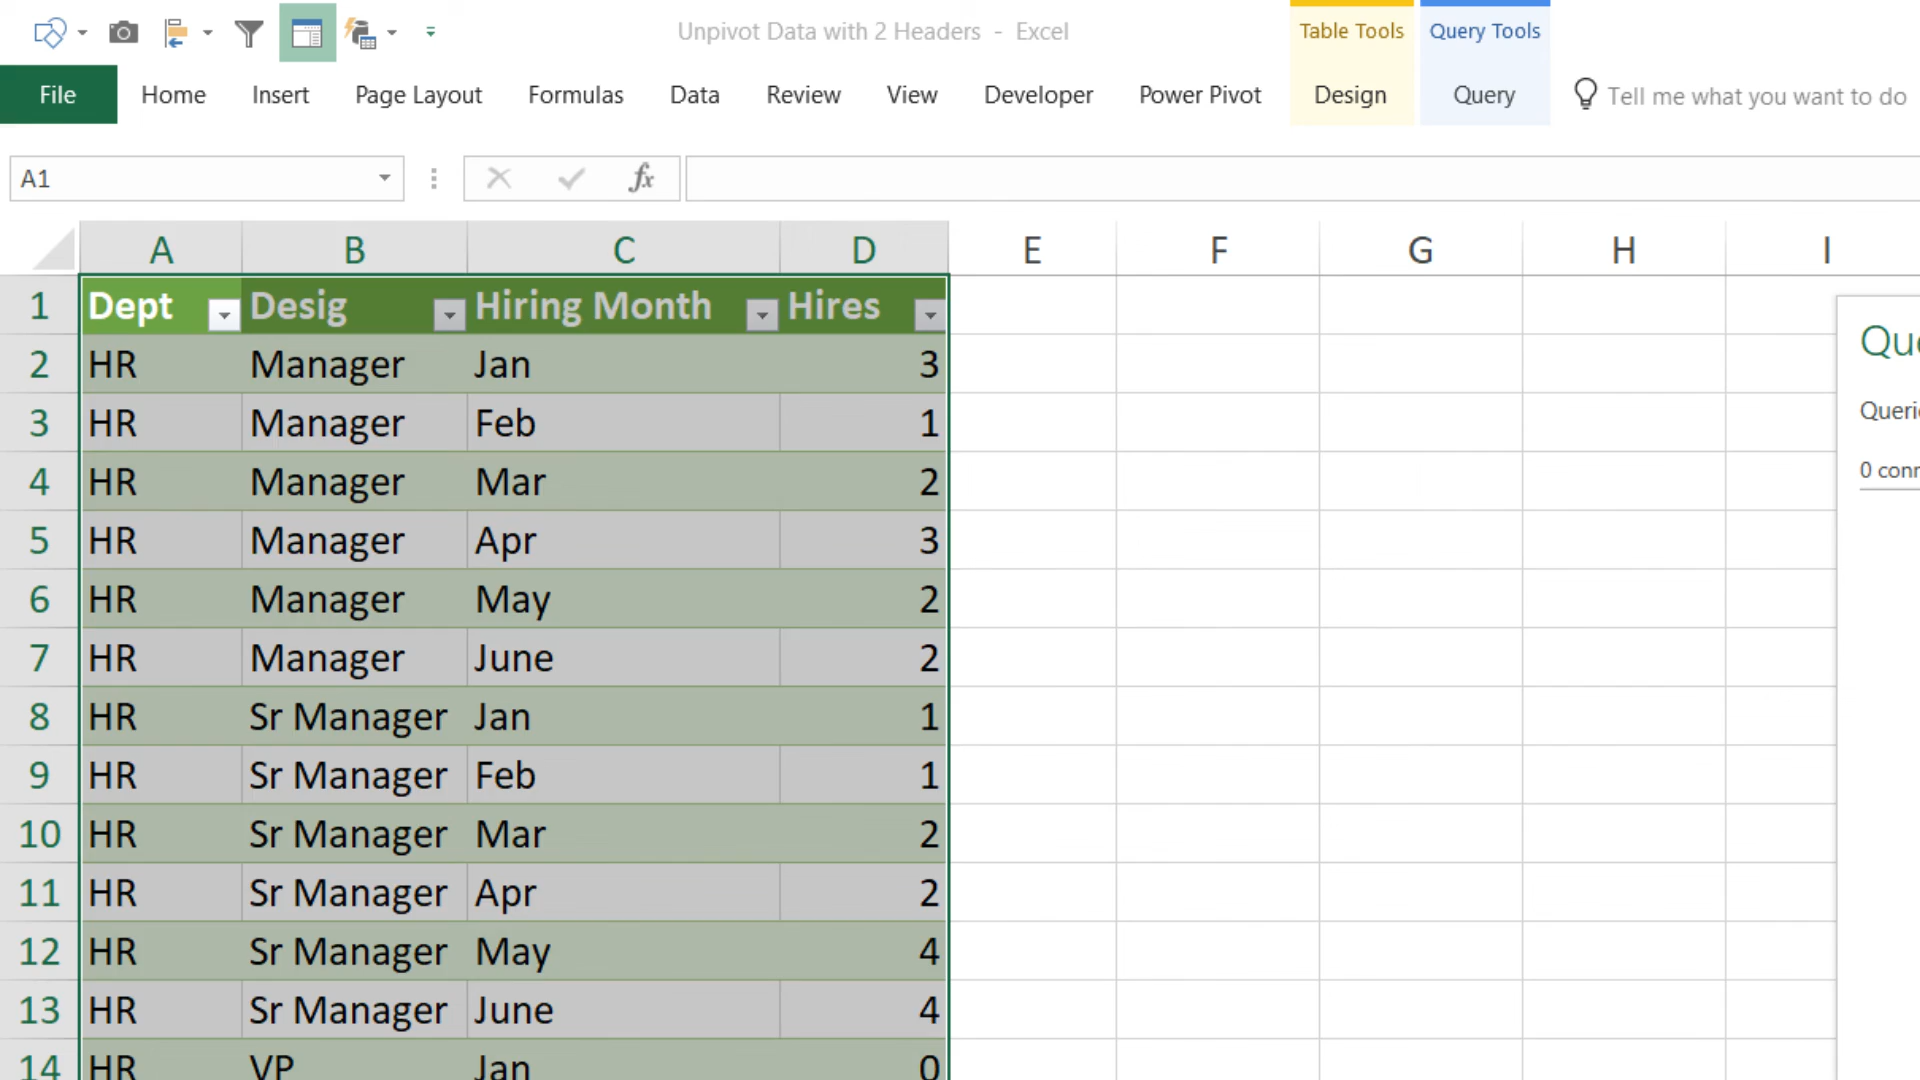 Unpivot Data with 2 Headers - Excel
Table Tools
Query Tools
File Home Insert Page Layout Formulas Data Review View Developer Power Pivot Design Query Tell me what you want to do
A1 fx
A B C D E F G H I
1 Dept Desig Hiring Month Hires
2 HR Manager Jan 3
3 HR Manager Feb 1
4 HR Manager Mar 2
5 HR Manager Apr 3
6 HR Manager May 2
7 HR Manager June 2
8 HR Sr Manager Jan 1
9 HR Sr Manager Feb 1
10 HR Sr Manager Mar 2
11 HR Sr Manager Apr 2
12 HR Sr Manager May 4
13 HR Sr Manager June 4
14 HR VP Jan 0
Que
Queri
0 conn